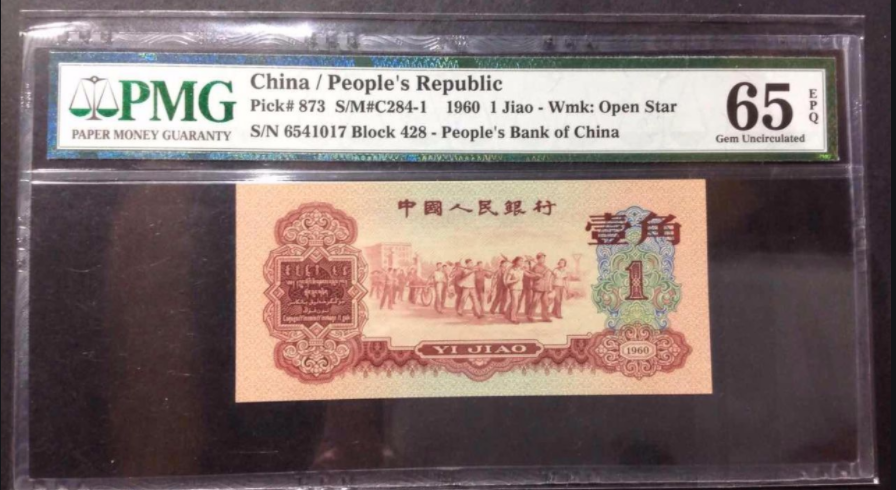 PMG
PAPER MONEY GUARANTY
China / People's Republic
Pick# 873 S/M#C284-1 1960 1 Jiao - Wmk: Open Star
S/N 6541017 Block 428 - People's Bank of China
65
EPQ
Gem Uncirculated
中國人民銀行
壹角
1
YI JIAO
1960